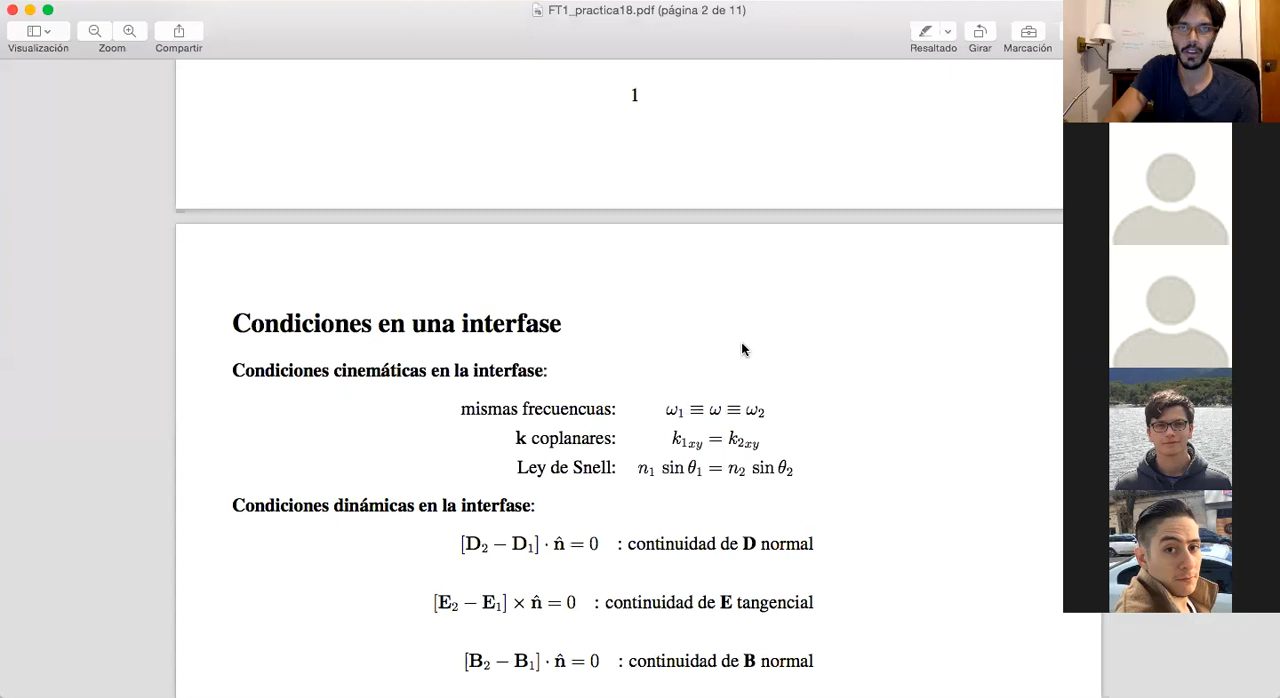 FT1_practica18.pdf (página 2 de 11)
Visualización Zoom Compartir Resaltado Girar Marcación
1
Condiciones en una interfase
Condiciones cinemáticas en la interfase:
mismas frecuencuas: ω₁ ≡ ω ≡ ω₂
k coplanares: k₁ₓᵧ = k₂ₓᵧ
Ley de Snell: n₁ sin θ₁ = n₂ sin θ₂
Condiciones dinámicas en la interfase:
[D₂ − D₁] · n̂ = 0 : continuidad de D normal
[E₂ − E₁] × n̂ = 0 : continuidad de E tangencial
[B₂ − B₁] · n̂ = 0 : continuidad de B normal